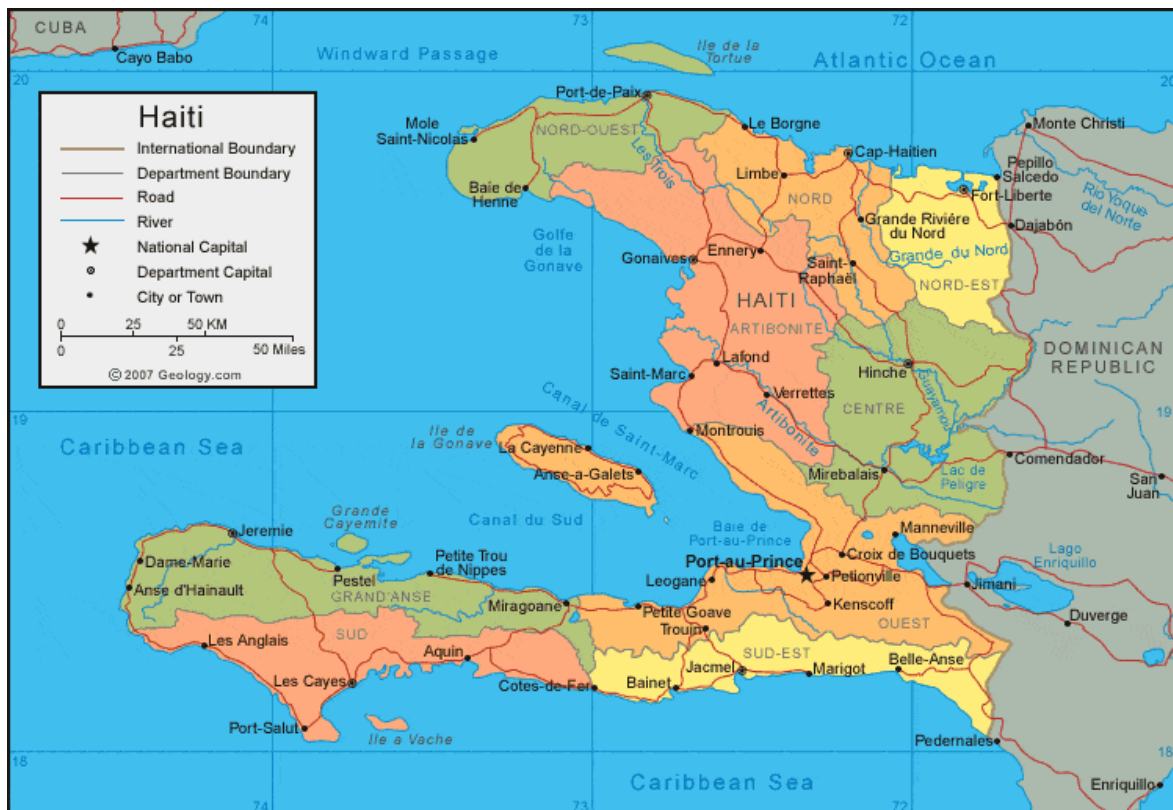 CUBA
Cayo Babo
74
73
72
Windward Passage
Ile de la
Tortue
Atlantic Ocean
20
20
Haiti
International Boundary
Department Boundary
Road
River
National Capital
Department Capital
City or Town
0 25 50 KM
0 25 50 Miles
© 2007 Geology.com
Port-de-Paix
Mole
Saint-Nicolas
NORD-OUEST
Le Borgne
Monte Christi
Les Trois
Cap-Haitien
Pepillo
Salcedo
Limbe
Baie de
Henne
NORD
Fort-Liberte
Rio Yoque
del Norte
Grande Riviére
du Nord
Dajabón
Golfe
de la
Gonave
Gonaives
Ennery
Saint-
Raphaël
Grande du Nord
NORD-EST
HAITI
ARTIBONITE
DOMINICAN
REPUBLIC
Lafond
Saint-Marc
Hinche
Guayamou
Verrettes
CENTRE
19
19
Canal de Saint-Marc
Artibonite
Montrouis
Caribbean Sea
Ile de
la Gonave
La Cayenne
Anse-a-Galets
Mirebalais
Lac de
Peligre
Comendador
San
Juan
Grande
Cayemite
Canal du Sud
Baie de
Port-au-Prince
Manneville
Jeremie
Dame-Marie
Petite Trou
de Nippes
Port-au-Prince
Croix de Bouquets
Lago
Enriquillo
Anse d'Hainault
Pestel
GRAND'ANSE
Miragoane
Leogane
Petionville
Jimani
Petite Goave
Kenscoff
Duverge
Trouin
OUEST
Les Anglais
SUD
Aquin
SUD-EST
Les Cayes
Cotes-de-Fer
Bainet
Jacmel
Marigot
Belle-Anse
Port-Salut
Ile a Vache
Pedernales
18
18
Caribbean Sea
Enriquillo
74
73
72